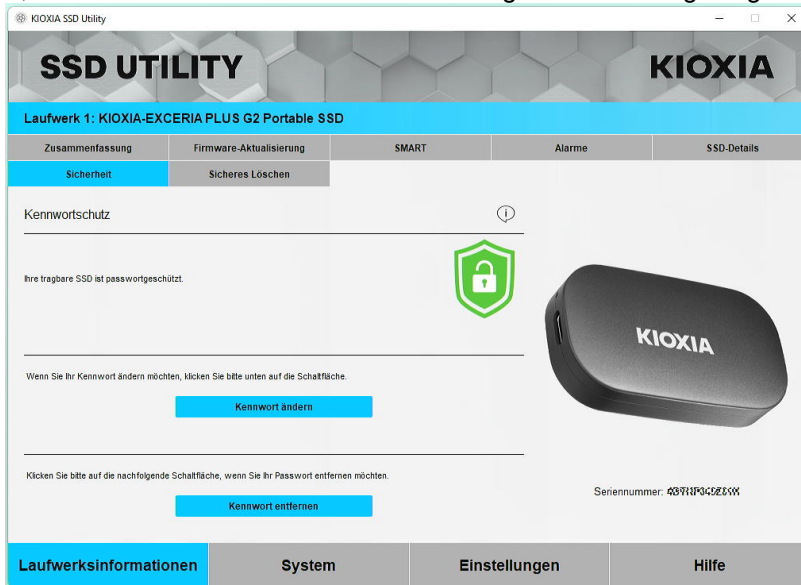 KIOXIA SSD Utility
SSD UTILITY
KIOXIA
Laufwerk 1: KIOXIA-EXCERIA PLUS G2 Portable SSD
Zusammenfassung Firmware-Aktualisierung SMART Alarme SSD-Details
Sicherheit Sicheres Löschen
Kennwortschutz
Ihre tragbare SSD ist passwortgeschützt.
KIOXIA
Wenn Sie Ihr Kennwort ändern möchten, klicken Sie bitte unten auf die Schaltfläche.
Kennwort ändern
Klicken Sie bitte auf die nachfolgende Schaltfläche, wenn Sie Ihr Passwort entfernen möchten.
Kennwort entfernen
Seriennummer:
Laufwerksinformationen System Einstellungen Hilfe